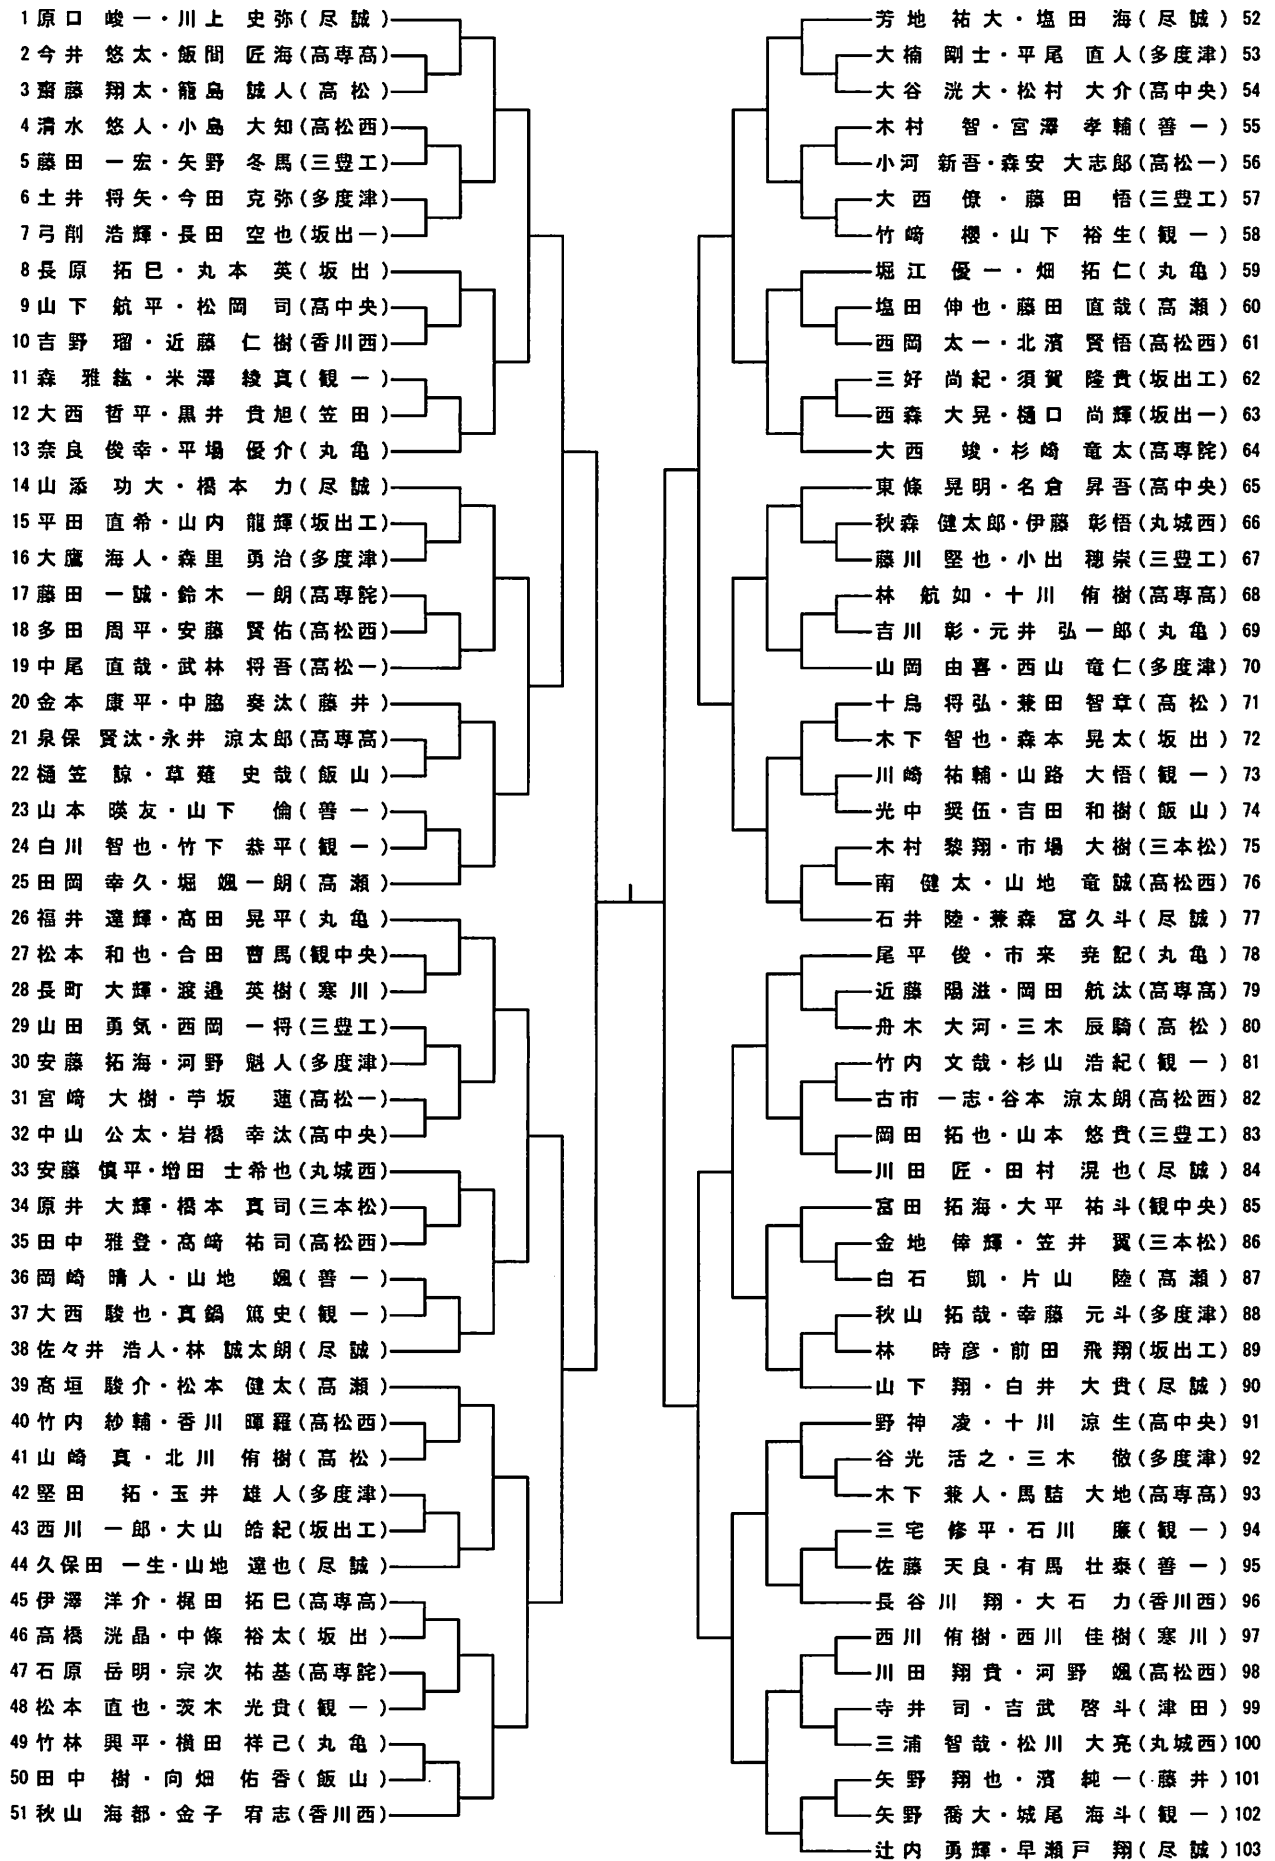 1 原口 峻一・川上 史弥(尽誠)
2 今井 悠太・飯間 匠海(高専高)
3 齋藤 翔太・籠島 誠人(高松)
4 清水 悠人・小島 大知(高松西)
5 藤田 一宏・矢野 冬馬(三豊工)
6 土井 将矢・今田 克弥(多度津)
7 弓削 浩輝・長田 空也(坂出一)
8 長原 拓巳・丸本 英(坂出)
9 山下 航平・松岡 司(高中央)
10 吉野 瑠・近藤 仁樹(香川西)
11 森 雅紘・米澤 綾真(観一)
12 大西 哲平・黒井 貴旭(笠田)
13 奈良 俊幸・平場 優介(丸亀)
14 山添 功大・橋本 力(尽誠)
15 平田 直希・山内 龍輝(坂出工)
16 大鷹 海人・森里 勇治(多度津)
17 藤田 一誠・鈴木 一朗(高専詫)
18 多田 周平・安藤 賢佑(高松西)
19 中尾 直哉・武林 将吾(高松一)
20 金本 康平・中脇 奏汰(藤井)
21 泉保 賢汰・永井 涼太郎(高専高)
22 樋笠 諒・草薙 史哉(飯山)
23 山本 暎友・山下 倫(善一)
24 白川 智也・竹下 恭平(観一)
25 田岡 幸久・堀 颯一朗(高瀬)
26 福井 遠輝・高田 晃平(丸亀)
27 松本 和也・合田 曹馬(観中央)
28 長町 大輝・渡邉 英樹(寒川)
29 山田 勇気・西岡 一将(三豊工)
30 安藤 拓海・河野 魁人(多度津)
31 宮﨑 大樹・苧坂 蓮(高松一)
32 中山 公太・岩橋 幸汰(高中央)
33 安藤 慎平・増田 士希也(丸城西)
34 原井 大輝・橋本 真司(三本松)
35 田中 雅登・高﨑 祐司(高松西)
36 岡崎 晴人・山地 颯(善一)
37 大西 駿也・真鍋 篤史(観一)
38 佐々井 浩人・林 誠太朗(尽誠)
39 高垣 駿介・松本 健太(高瀬)
40 竹内 紗輔・香川 暉羅(高松西)
41 山崎 真・北川 侑樹(高松)
42 堅田 拓・玉井 雄人(多度津)
43 西川 一郎・大山 皓紀(坂出工)
44 久保田 一生・山地 遼也(尽誠)
45 伊澤 洋介・梶田 拓巳(高専高)
46 高橋 洸晶・中條 裕太(坂出)
47 石原 岳明・宗次 祐基(高専詫)
48 松本 直也・茨木 光貴(観一)
49 竹林 興平・横田 祥己(丸亀)
50 田中 樹・向畑 佑香(飯山)
51 秋山 海都・金子 宥志(香川西)
芳地 祐大・塩田 海(尽誠) 52
大楠 剛士・平尾 直人(多度津) 53
大谷 洸大・松村 大介(高中央) 54
木村 智・宮澤 孝輔(善一) 55
小河 新吾・森安 大志郎(高松一) 56
大西 僚・藤田 悟(三豊工) 57
竹﨑 櫻・山下 裕生(観一) 58
堀江 優一・畑 拓仁(丸亀) 59
塩田 伸也・藤田 直哉(高瀬) 60
西岡 太一・北濱 賢悟(高松西) 61
三好 尚紀・須賀 隆貴(坂出工) 62
西森 大晃・樋口 尚輝(坂出一) 63
大西 竣・杉崎 竜太(高専詫) 64
東條 晃明・名倉 昇吾(高中央) 65
秋森 健太郎・伊藤 彰悟(丸城西) 66
藤川 堅也・小出 穂崇(三豊工) 67
林 航如・十川 侑樹(高専高) 68
吉川 彰・元井 弘一郎(丸亀) 69
山岡 由喜・西山 竜仁(多度津) 70
十鳥 将弘・兼田 智章(高松) 71
木下 智也・森本 晃太(坂出) 72
川崎 祐輔・山路 大悟(観一) 73
光中 奨伍・吉田 和樹(飯山) 74
木村 黎翔・市場 大樹(三本松) 75
南 健太・山地 竜誠(高松西) 76
石井 陸・兼森 富久斗(尽誠) 77
尾平 俊・市来 尭記(丸亀) 78
近藤 陽滋・岡田 航汰(高専高) 79
舟木 大河・三木 辰騎(高松) 80
竹内 文哉・杉山 浩紀(観一) 81
古市 一志・谷本 涼太朗(高松西) 82
岡田 拓也・山本 悠貴(三豊工) 83
川田 匠・田村 滉也(尽誠) 84
富田 拓海・大平 祐斗(観中央) 85
金地 倖輝・笠井 翼(三本松) 86
白石 凱・片山 陸(高瀬) 87
秋山 拓哉・幸藤 元斗(多度津) 88
林 時彦・前田 飛翔(坂出工) 89
山下 翔・白井 大貴(尽誠) 90
野神 凌・十川 涼生(高中央) 91
谷光 活之・三木 徹(多度津) 92
木下 兼人・馬詰 大地(高専高) 93
三宅 修平・石川 廉(観一) 94
佐藤 天良・有馬 壮泰(善一) 95
長谷川 翔・大石 力(香川西) 96
西川 侑樹・西川 佳樹(寒川) 97
川田 翔貴・河野 颯(高松西) 98
寺井 司・吉武 啓斗(津田) 99
三浦 智哉・松川 大亮(丸城西) 100
矢野 翔也・濱 純一(藤井) 101
矢野 喬大・城尾 海斗(観一) 102
辻内 勇輝・早瀬戸 翔(尽誠) 103